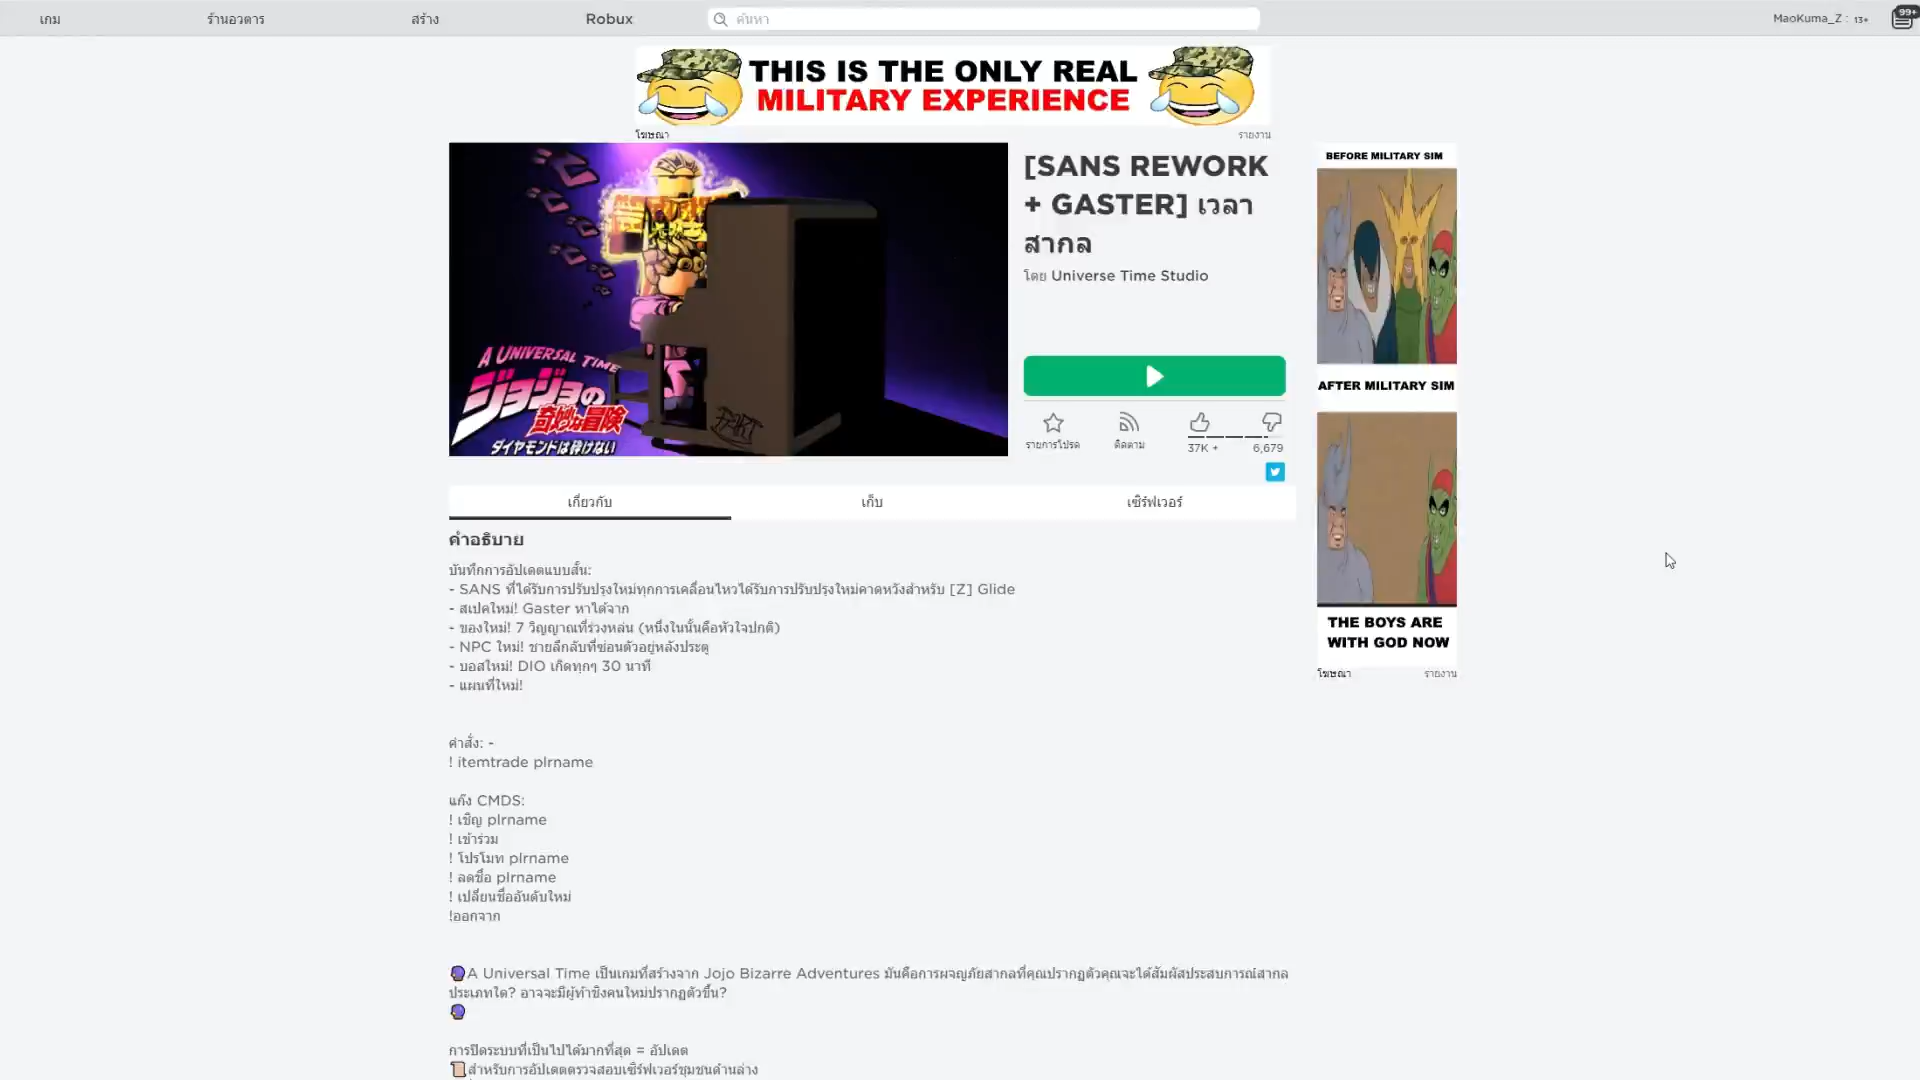 เกม
ร้านอวตาร
สร้าง
Robux
ค้นหา
MaoKuma_Z : 13+
99+
THIS IS THE ONLY REAL
MILITARY EXPERIENCE
โฆษณา
รายงาน
A UNIVERSAL TIME
ジョジョの
奇妙な冒険
ダイヤモンドは砕けない
[SANS REWORK
+ GASTER] เวลา
สากล
โดย Universe Time Studio
รายการโปรด
ติดตาม
37K +
6,679
BEFORE MILITARY SIM
AFTER MILITARY SIM
THE BOYS ARE
WITH GOD NOW
โฆษณา
รายงาน
เกี่ยวกับ
เก็บ
เซิร์ฟเวอร์
คำอธิบาย
บันทึกการอัปเดตแบบสั้น:
- SANS ที่ได้รับการปรับปรุงใหม่ทุกการเคลื่อนไหวได้รับการปรับปรุงใหม่คาดหวังสำหรับ [Z] Glide
- สเปคใหม่! Gaster หาได้จาก
- ของใหม่! 7 วิญญาณที่ร่วงหล่น (หนึ่งในนั้นคือหัวใจปกติ)
- NPC ใหม่! ชายลึกลับที่ซ่อนตัวอยู่หลังประตู
- บอสใหม่! DIO เกิดทุกๆ 30 นาที
- แผนที่ใหม่!
คำสั่ง: -
! itemtrade plrname
แก๊ง CMDS:
! เชิญ plrname
! เข้าร่วม
! โปรโมท plrname
! ลดชื่อ plrname
! เปลี่ยนชื่ออันดับใหม่
!ออกจาก
A Universal Time เป็นเกมที่สร้างจาก Jojo Bizarre Adventures มันคือการผจญภัยสากลที่คุณปรากฏตัวคุณจะได้สัมผัสประสบการณ์สากล
ประเภทใด? อาจจะมีผู้ท้าชิงคนใหม่ปรากฏตัวขึ้น?
การปิดระบบที่เป็นไปได้มากที่สุด = อัปเดต
สำหรับการอัปเดตตรวจสอบเซิร์ฟเวอร์ชุมชนด้านล่าง